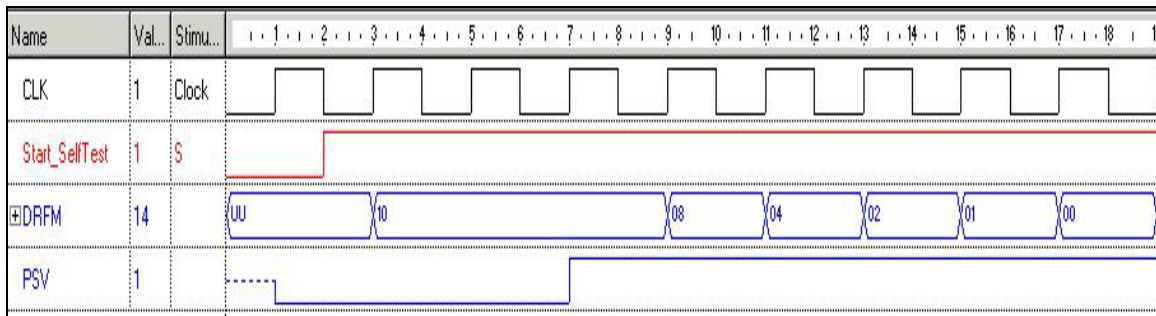 Name Val... Stimu... 1 2 3 4 5 6 7 8 9 10 11 12 13 14 15 16 17 18 1
CLK 1 Clock
Start_SelfTest 1 S
DRFM 14 UU 10 08 04 02 01 00
PSV 1